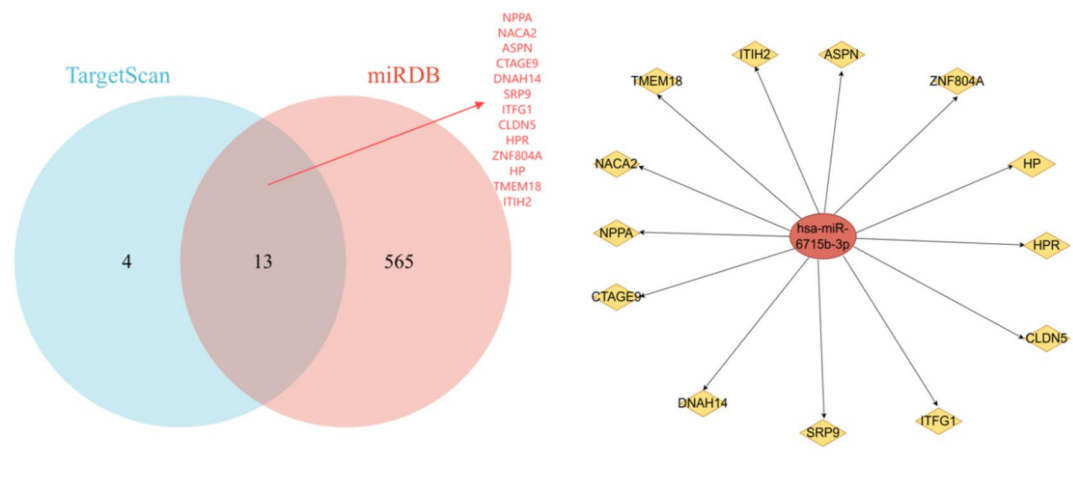 NPPA
NACA2
ASPN
CTAGE9
DNAH14
SRP9
ITFG1
CLDN5
HPR
ZNF804A
HP
TMEM18
ITIH2
TargetScan
miRDB
4
13
565
ITIH2
ASPN
TMEM18
ZNF804A
NACA2
HP
NPPA
hsa-miR-
6715b-3p
HPR
CTAGE9
CLDN5
DNAH14
SRP9
ITFG1